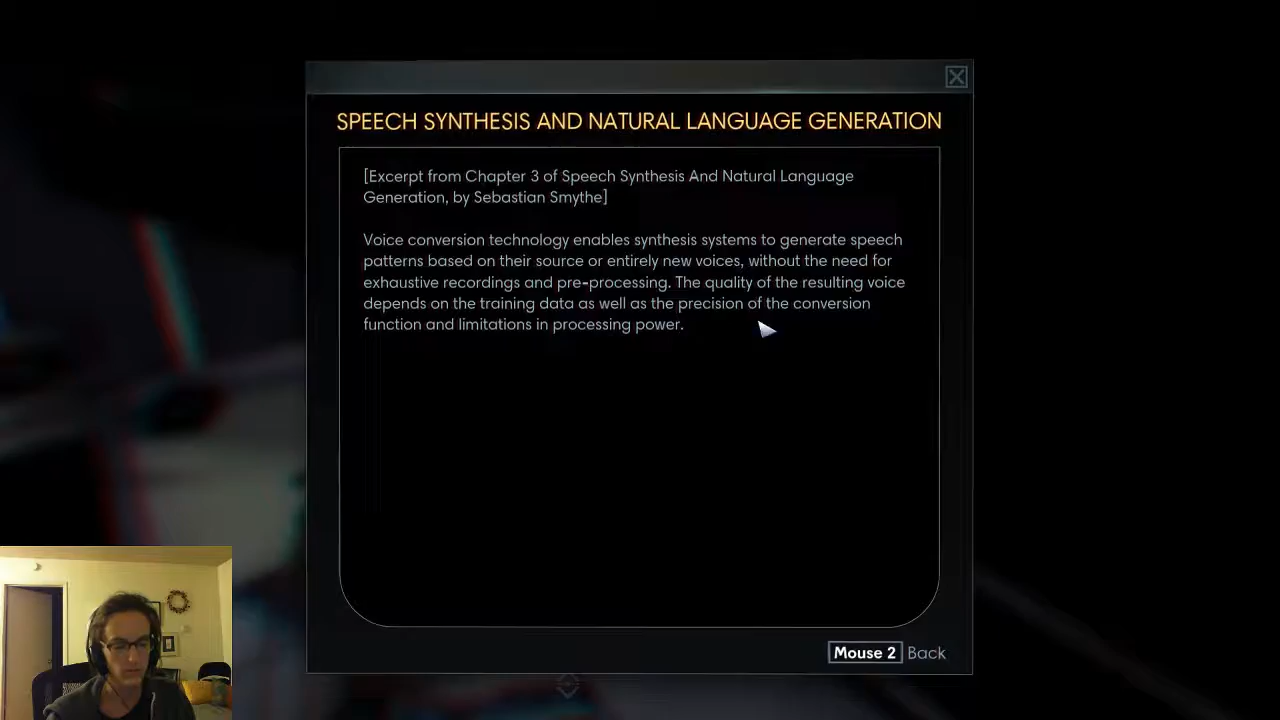 SPEECH SYNTHESIS AND NATURAL LANGUAGE GENERATION
[Excerpt from Chapter 3 of Speech Synthesis And Natural Language
Generation, by Sebastian Smythe]
Voice conversion technology enables synthesis systems to generate speech
patterns based on their source or entirely new voices, without the need for
exhaustive recordings and pre-processing. The quality of the resulting voice
depends on the training data as well as the precision of the conversion
function and limitations in processing power.
Mouse 2 Back